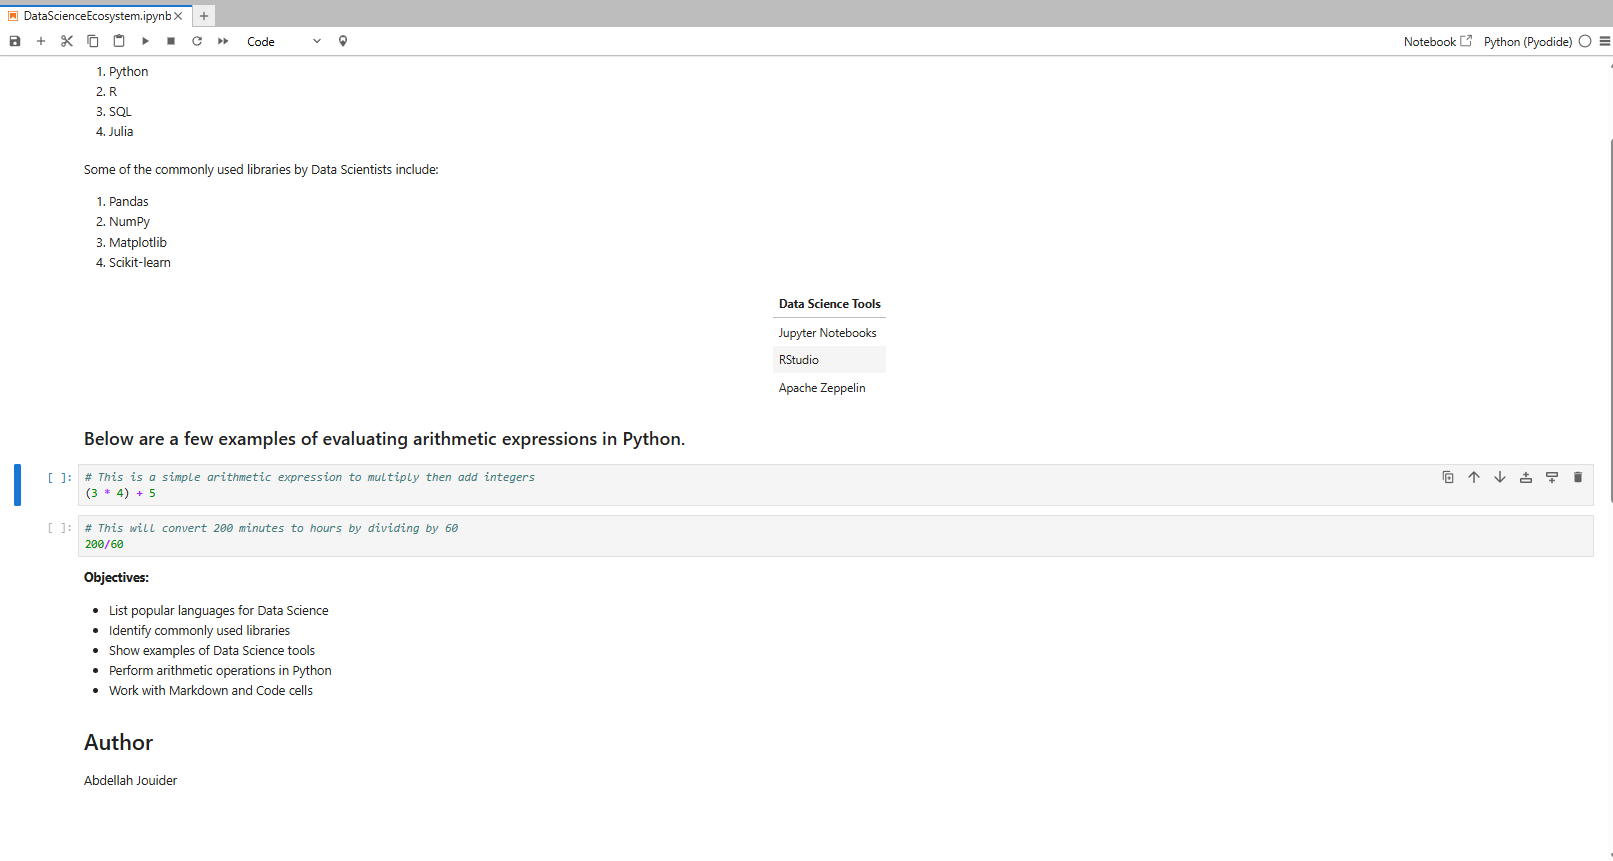 DataScienceEcosystem.ipynb
Code
Notebook
Python (Pyodide)
1. Python
2. R
3. SQL
4. Julia
Some of the commonly used libraries by Data Scientists include:
1. Pandas
2. NumPy
3. Matplotlib
4. Scikit-learn
Data Science Tools
Jupyter Notebooks
RStudio
Apache Zeppelin
Below are a few examples of evaluating arithmetic expressions in Python.
[ ]: # This is a simple arithmetic expression to multiply then add integers
(3 * 4) + 5
[ ]: # This will convert 200 minutes to hours by dividing by 60
200/60
Objectives:
• List popular languages for Data Science
• Identify commonly used libraries
• Show examples of Data Science tools
• Perform arithmetic operations in Python
• Work with Markdown and Code cells
Author
Abdellah Jouider